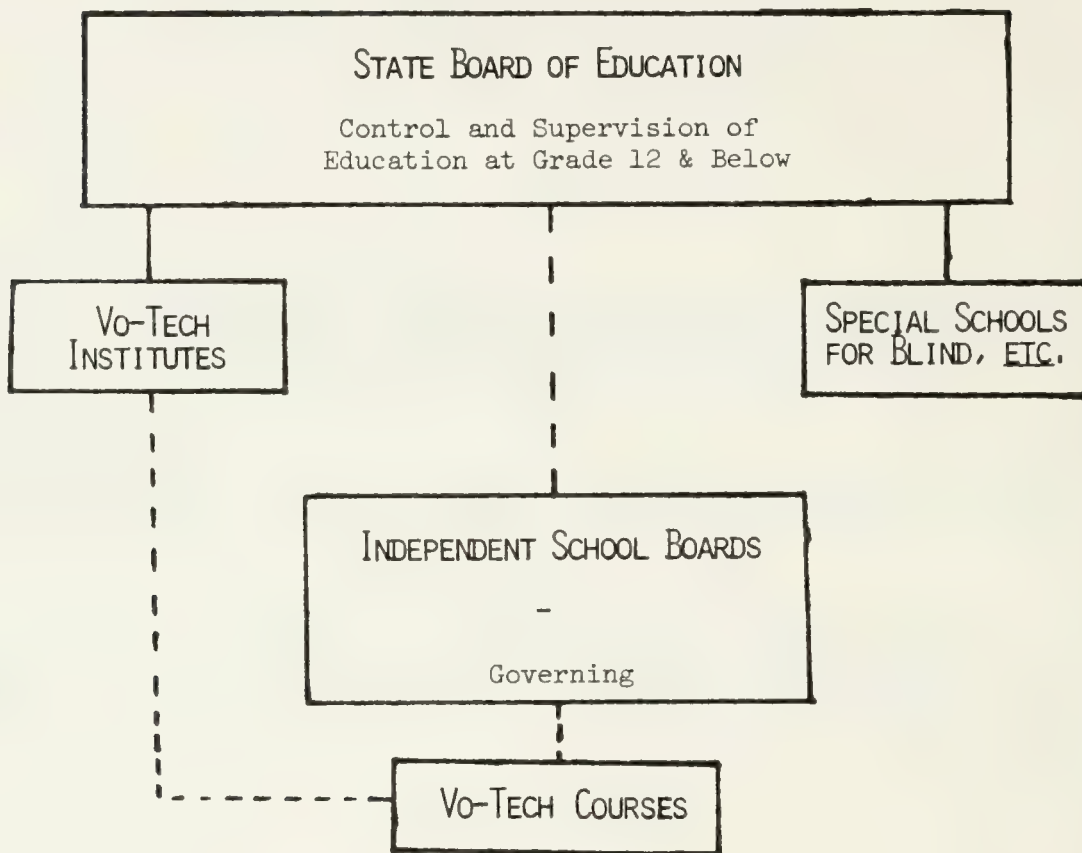 STATE BOARD OF EDUCATION
Control and Supervision of
Education at Grade 12 & Below
VO-TECH
INSTITUTES
SPECIAL SCHOOLS
FOR BLIND, ETC.
INDEPENDENT SCHOOL BOARDS
-
Governing
VO-TECH COURSES